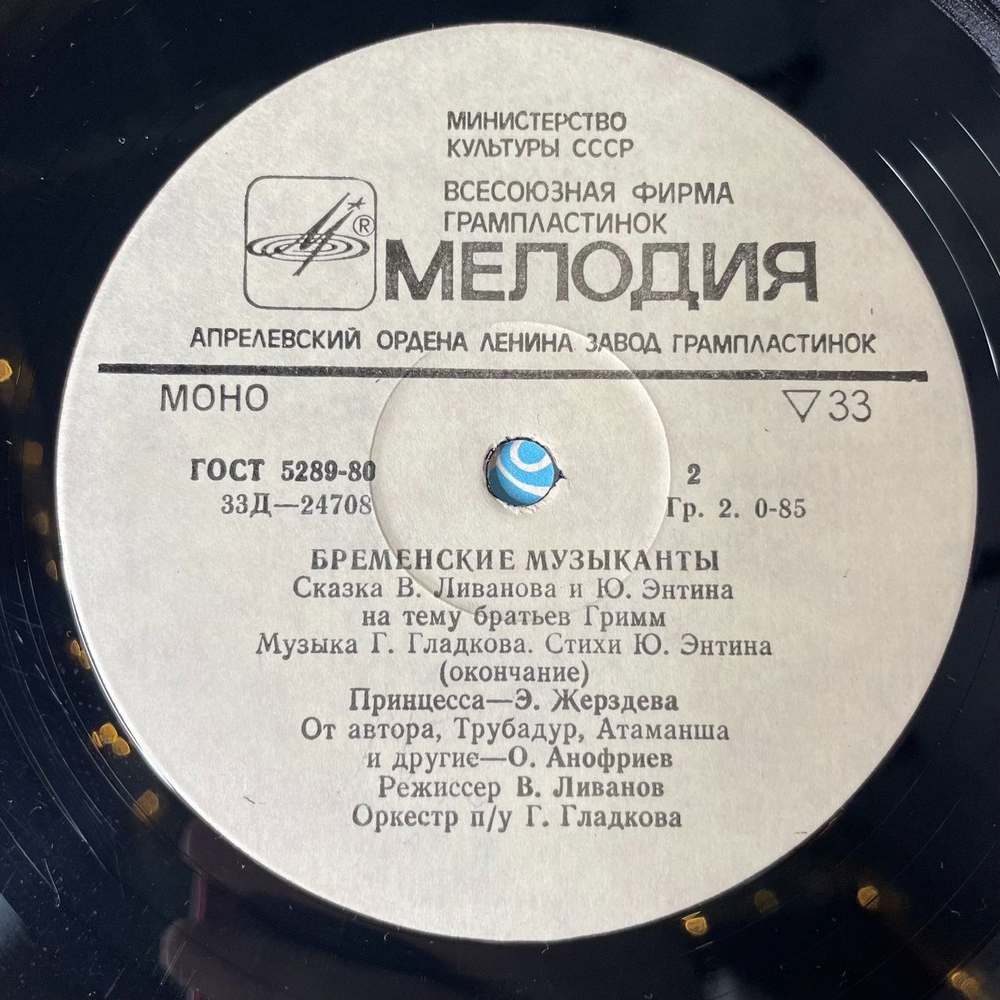 МИНИСТЕРСТВО
КУЛЬТУРЫ СССР
ВСЕСОЮЗНАЯ ФИРМА
ГРАМПЛАСТИНОК
®
МЕЛОДИЯ
АПРЕЛЕВСКИЙ ОРДЕНА ЛЕНИНА ЗАВОД ГРАМПЛАСТИНОК
МОНО ▽33
ГОСТ 5289-80 2
33Д—24708 Гр. 2. 0-85
БРЕМЕНСКИЕ МУЗЫКАНТЫ
Сказка В. Ливанова и Ю. Энтина
на тему братьев Гримм
Музыка Г. Гладкова. Стихи Ю. Энтина
(окончание)
Принцесса—Э. Жерздева
От автора, Трубадур, Атаманша
и другие—О. Анофриев
Режиссер В. Ливанов
Оркестр п/у Г. Гладкова